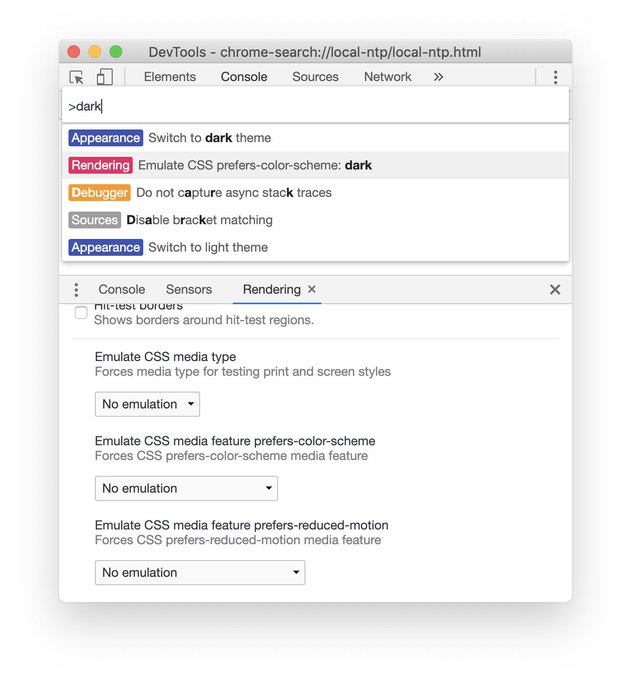 DevTools - chrome-search://local-ntp/local-ntp.html
Elements Console Sources Network »
>dark
Appearance Switch to dark theme
Rendering Emulate CSS prefers-color-scheme: dark
Debugger Do not capture async stack traces
Sources Disable bracket matching
Appearance Switch to light theme
Console Sensors Rendering ×
Hit-test borders
Shows borders around hit-test regions.
Emulate CSS media type
Forces media type for testing print and screen styles
No emulation
Emulate CSS media feature prefers-color-scheme
Forces CSS prefers-color-scheme media feature
No emulation
Emulate CSS media feature prefers-reduced-motion
Forces CSS prefers-reduced-motion media feature
No emulation